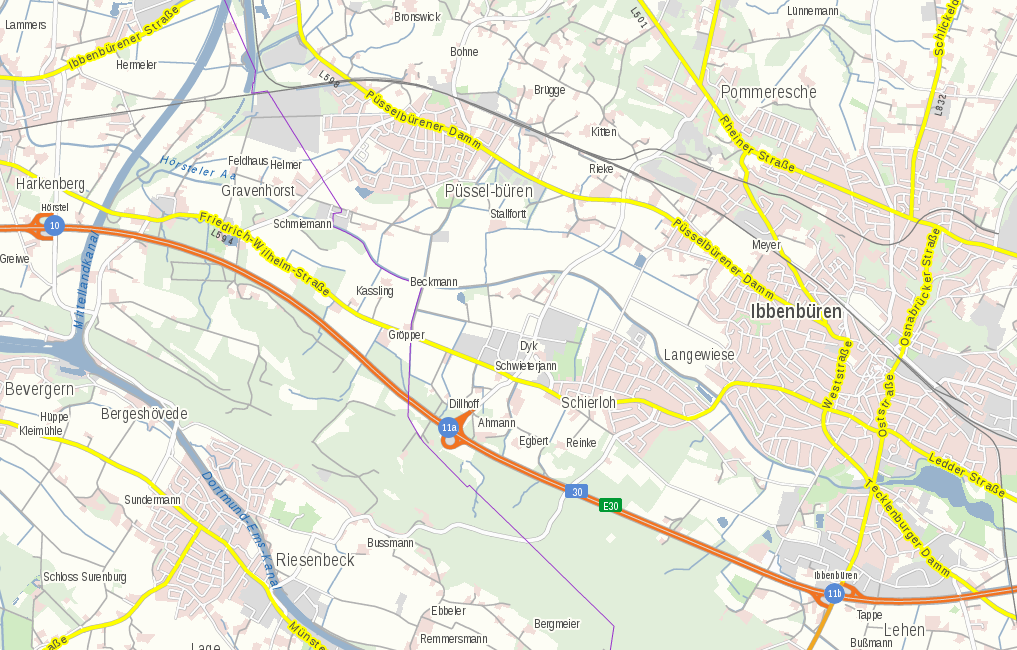 Lammers
Bronswick
L501
Lünnemann
Schlickelde
Ibbenbürener Straße
Hermeler
Bohne
L598
Brügge
Pommeresche
L832
Püsselbürener Damm
Kitten
Rheiner Straße
Feldhaus
Helmer
Hörsteler Aa
Rieke
Harkenberg
Gravenhorst
Püssel-büren
Hörstel
Stallfortt
10
Friedrich-Wilhelm-Straße
L594
Schmiemann
Püsselbürener Damm
Meyer
Osnabrücker Straße
Greiwe
Mittellandkanal
Kassling
Beckmann
Ibbenbüren
Gröpper
Dyk
Langewiese
Schwieterjann
Weststraße
Oststraße
Bevergern
Dillhoff
Schierloh
Bergeshövede
Hüppe
Kleimühle
11a
Ahmann
Egbert
Reinke
Ledder Straße
Dortmund-Ems-Kanal
30
E30
Sundermann
Tecklenburger Damm
Bussmann
Riesenbeck
Schloss Surenburg
Ibbenbüren
11b
Ebbeler
Tappe
Bergmeier
Lehen
Remmersmann
Bußmann
Münste
Lage
aße